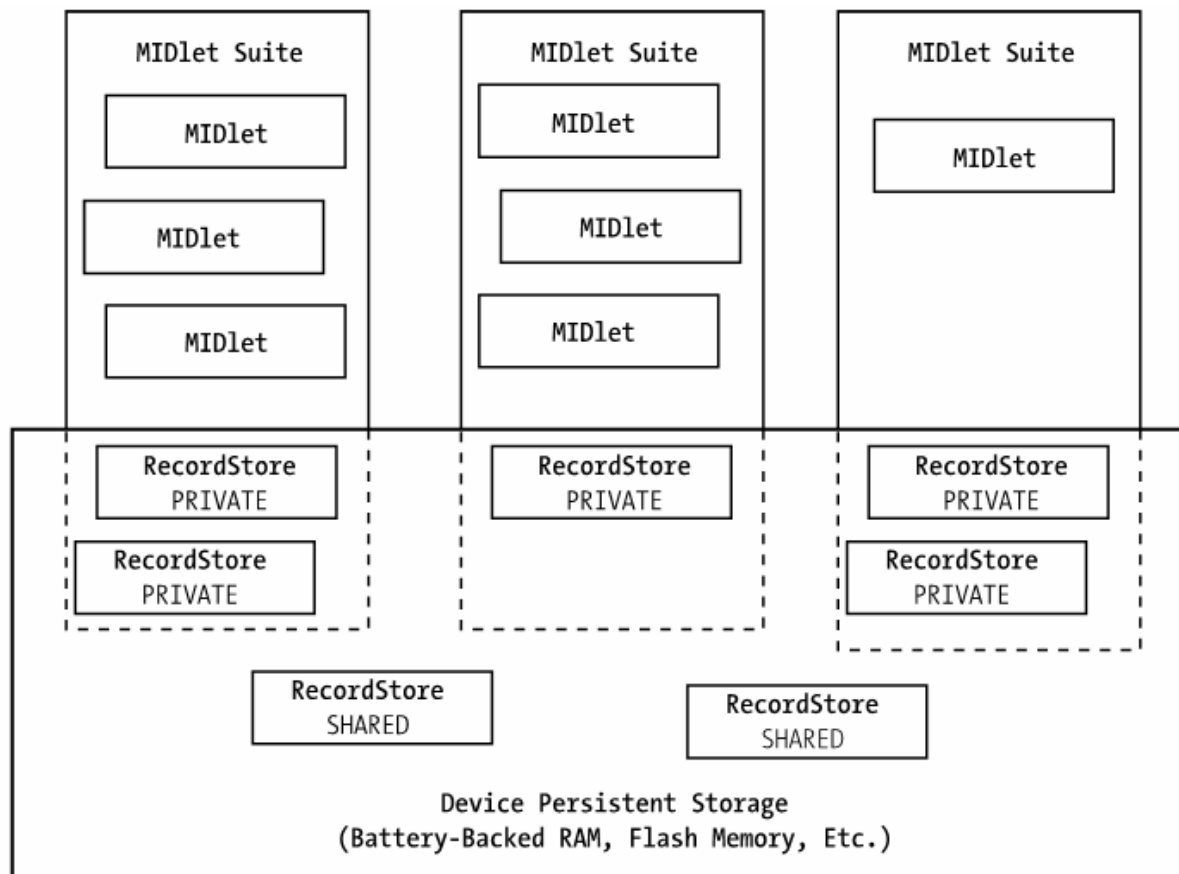 MIDlet Suite
MIDlet
MIDlet
MIDlet
MIDlet Suite
MIDlet
MIDlet
MIDlet
MIDlet Suite
MIDlet
RecordStore
PRIVATE
RecordStore
PRIVATE
RecordStore
PRIVATE
RecordStore
PRIVATE
RecordStore
PRIVATE
RecordStore
SHARED
RecordStore
SHARED
Device Persistent Storage
(Battery-Backed RAM, Flash Memory, Etc.)